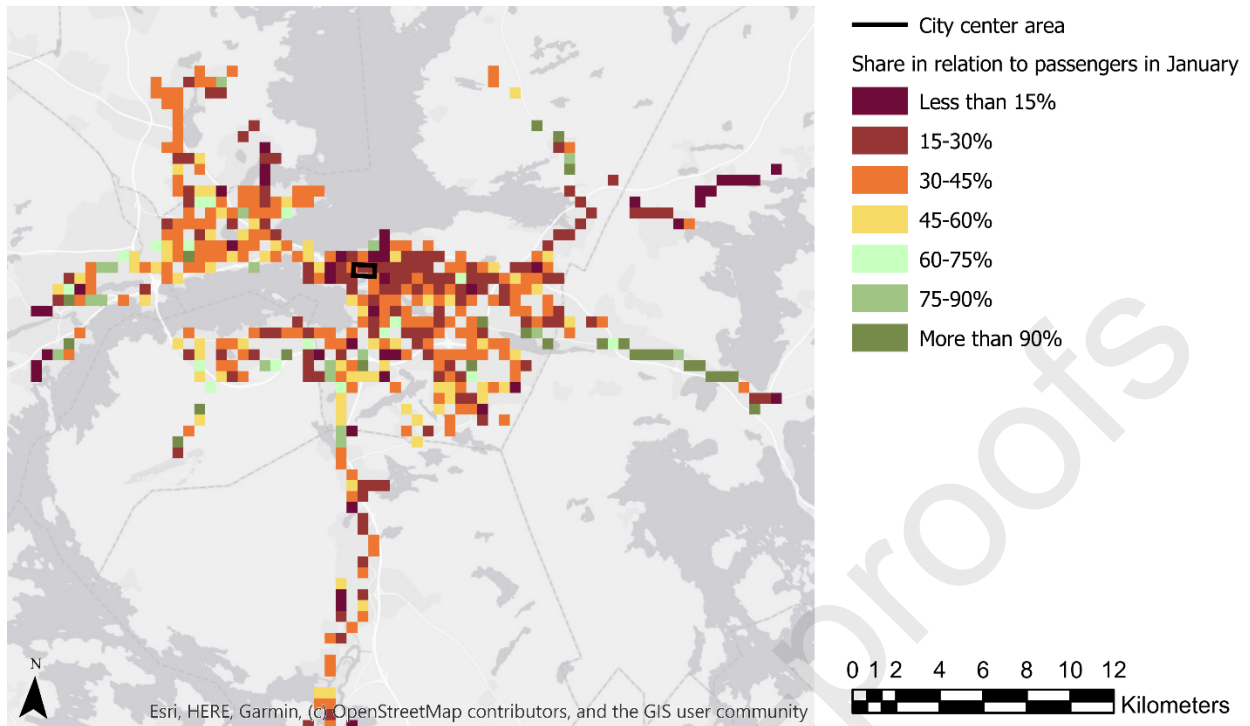 City center area
Share in relation to passengers in January
Less than 15%
15-30%
30-45%
45-60%
60-75%
75-90%
More than 90%
proofs
N
Esri, HERE, Garmin, (c) OpenStreetMap contributors, and the GIS user community
0 1 2 4 6 8 10 12
Kilometers